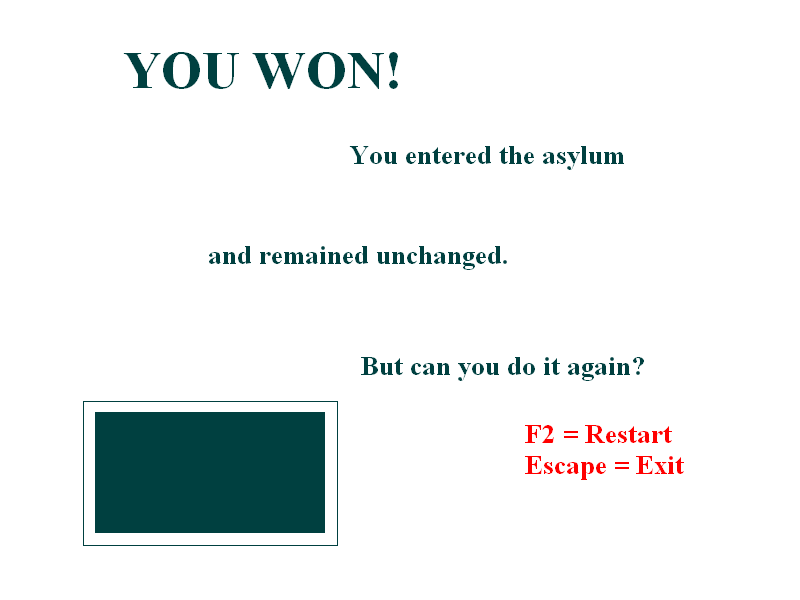 YOU WON!
You entered the asylum
and remained unchanged.
But can you do it again?
F2 = Restart
Escape = Exit